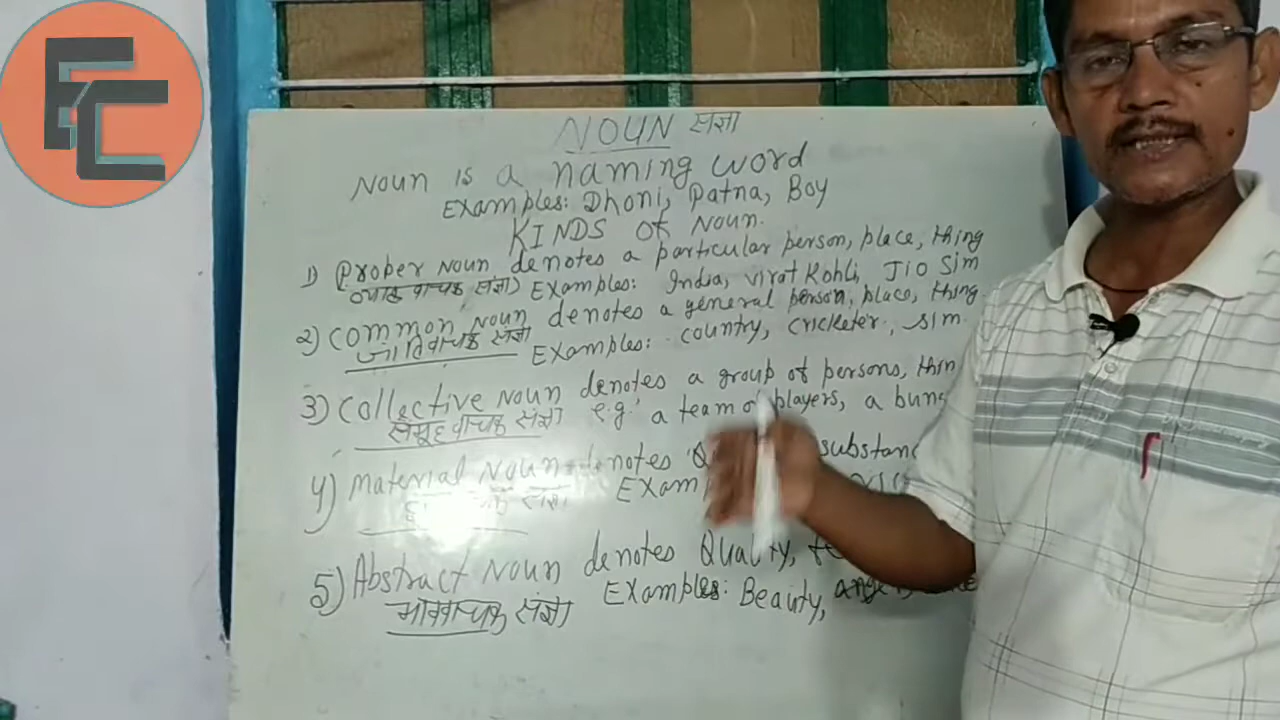 FC
NOUN संज्ञा
Noun is a naming word
Examples: Dhoni, Patna, Boy
KINDS OF NOUN.
1) Proper Noun denotes a particular person, place, thing
वाचक संज्ञा) Examples: India, Virat Kohli, Jio Sim
2) Common Noun denotes a general person, place, thing.
जातिवाचक संज्ञा Examples: country, cricketer, sim.
3) Collective Noun denotes a group of persons, thin
समूहवाचक संज्ञा e.g. a team of players, a bun
4) Material Noun denotes substan
संज्ञा Exam
5) Abstract Noun denotes Quality,
भाववाचक संज्ञा Examples: Beauty,